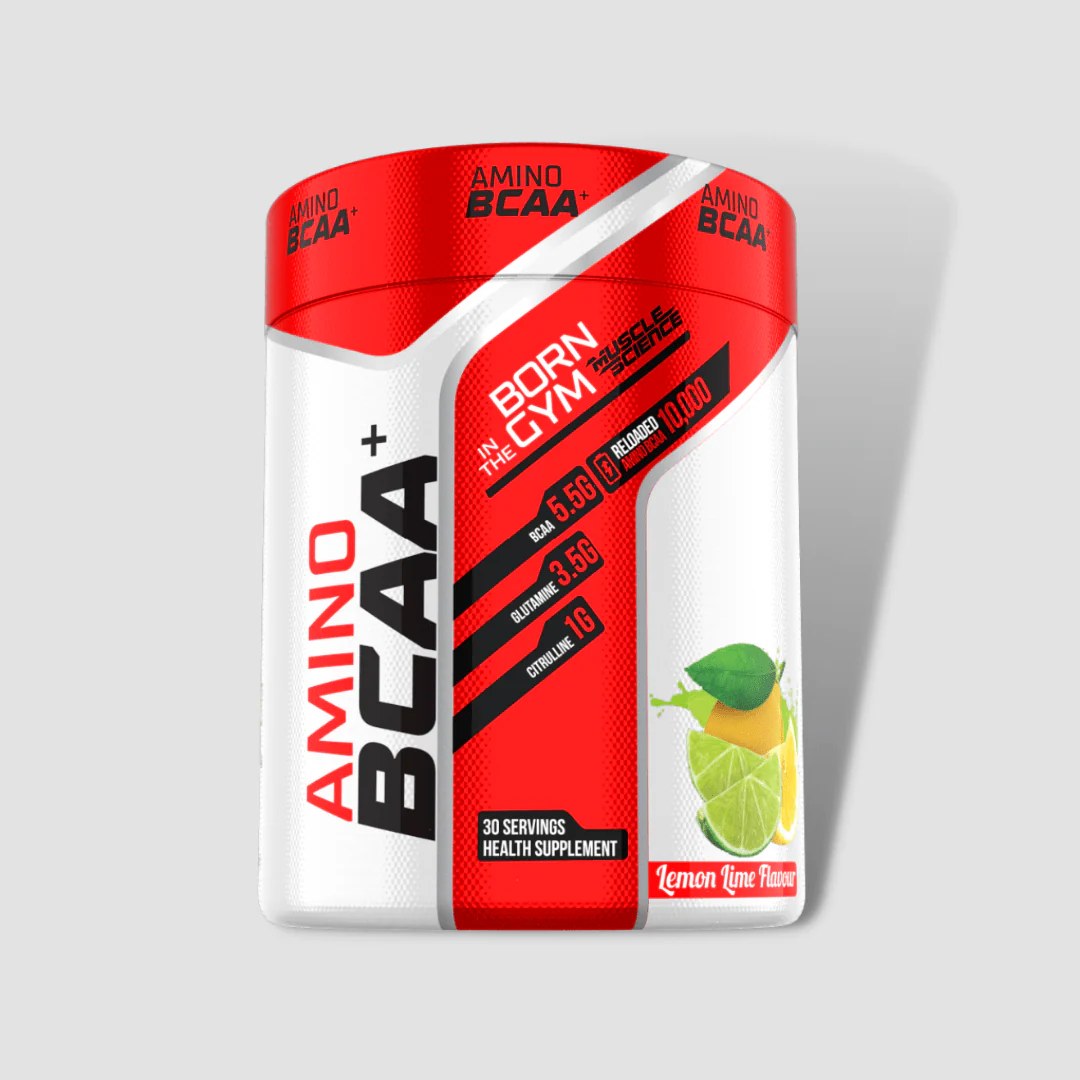 AMINO
BCAA+
AMINO
BCAA+
AMINO
BCAA+
BORN
IN THE GYM
MUSCLE
SCIENCE
RELOADED
AMINO BCAA 10,000
BCAA 5.5G
GLUTAMINE 3.5G
CITRULLINE 1G
AMINO
BCAA+
30 SERVINGS
HEALTH SUPPLEMENT
Lemon Lime Flavour